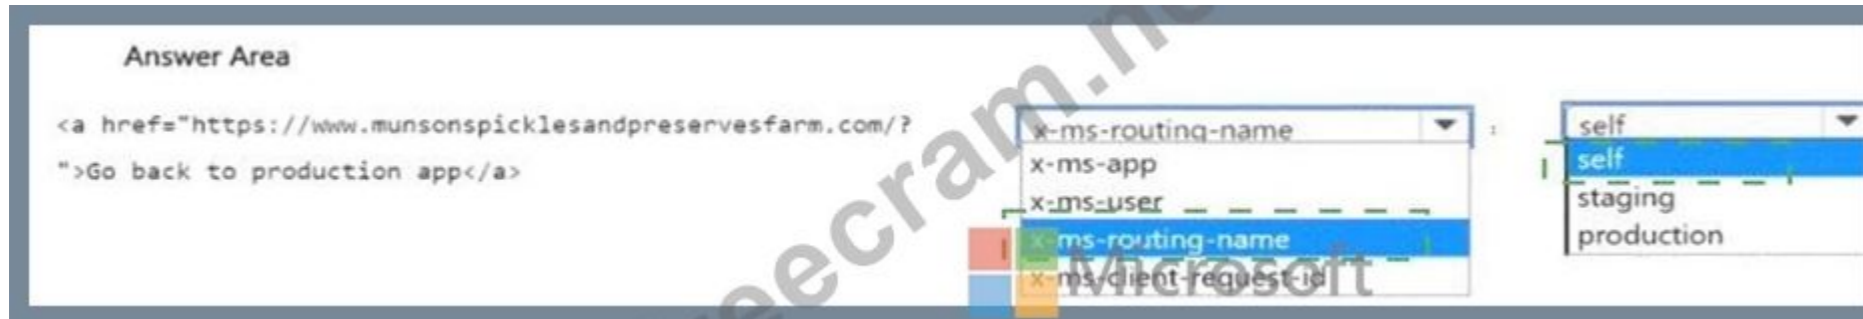 Answer Area
<a href="https://www.munsonspicklesandpreservesfarm.com/?
">Go back to production app</a>
x-ms-routing-name
x-ms-app
x-ms-user
x-ms-routing-name
x-ms-client-request-id
:
self
self
staging
production
Microsoft